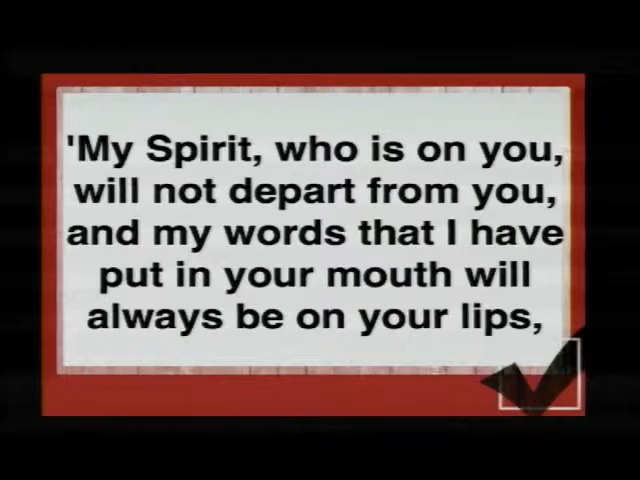 'My Spirit, who is on you,
will not depart from you,
and my words that I have
put in your mouth will
always be on your lips,